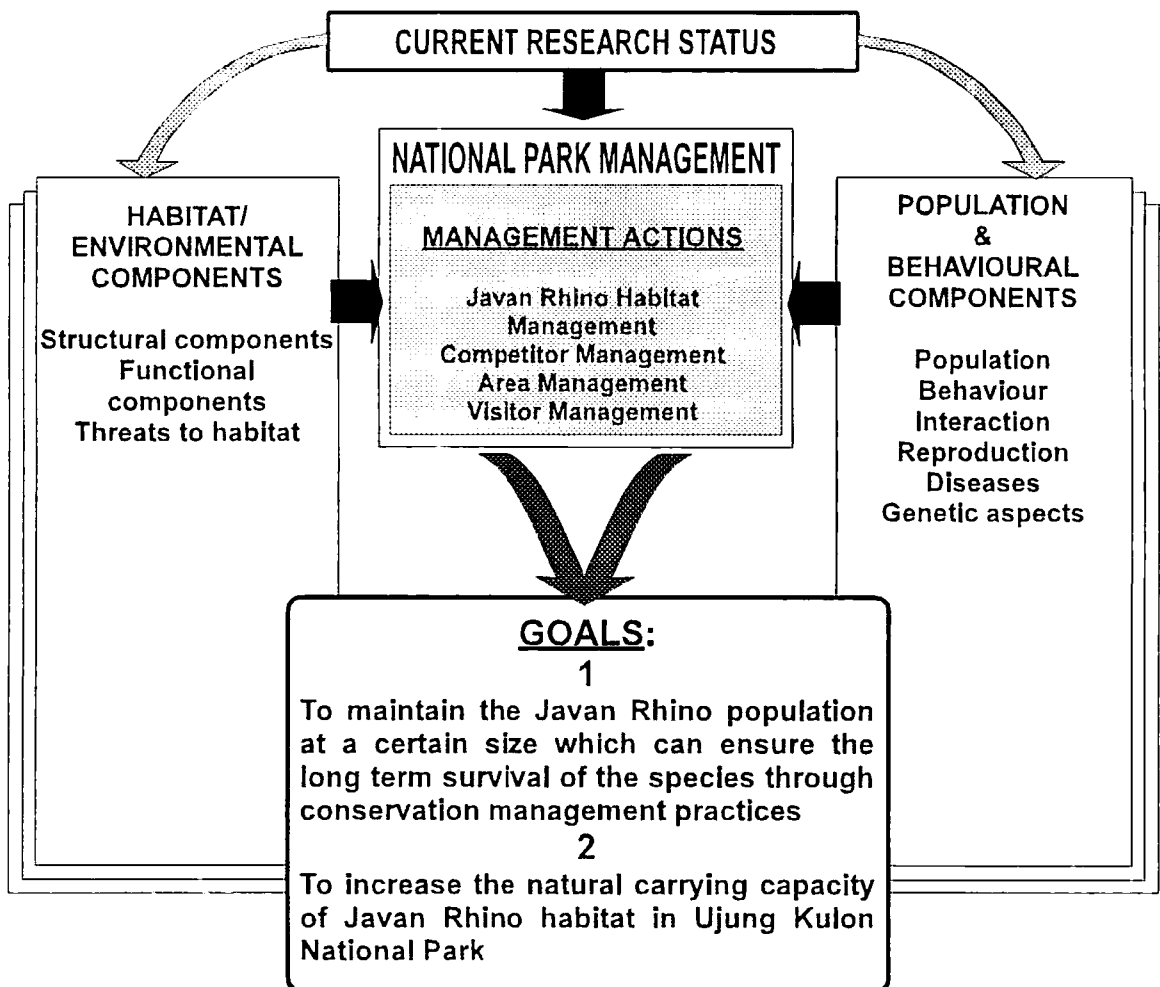 CURRENT RESEARCH STATUS
NATIONAL PARK MANAGEMENT
MANAGEMENT ACTIONS
Javan Rhino Habitat
Management
Competitor Management
Area Management
Visitor Management
HABITAT/
ENVIRONMENTAL
COMPONENTS
Structural components
Functional
components
Threats to habitat
POPULATION
&
BEHAVIOURAL
COMPONENTS
Population
Behaviour
Interaction
Reproduction
Diseases
Genetic aspects
GOALS:
1
To maintain the Javan Rhino population
at a certain size which can ensure the
long term survival of the species through
conservation management practices
2
To increase the natural carrying capacity
of Javan Rhino habitat in Ujung Kulon
National Park